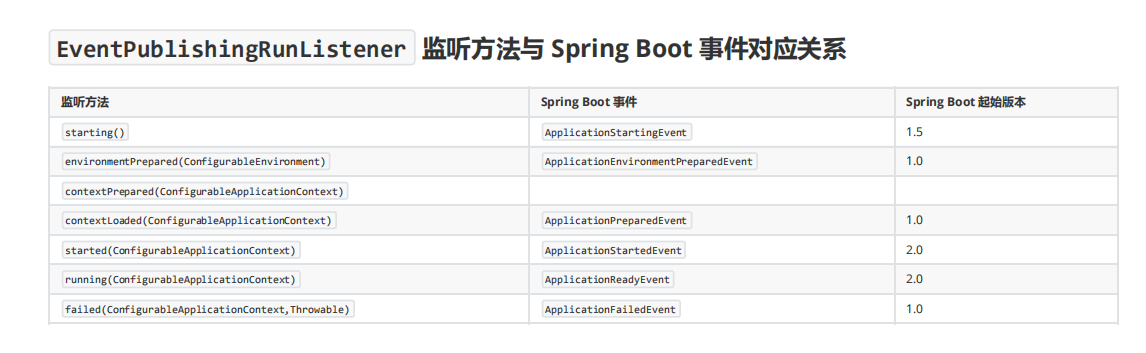 EventPublishingRunListener 监听方法与 Spring Boot 事件对应关系
监听方法 Spring Boot 事件 Spring Boot 起始版本
starting() ApplicationStartingEvent 1.5
environmentPrepared(ConfigurableEnvironment) ApplicationEnvironmentPreparedEvent 1.0
contextPrepared(ConfigurableApplicationContext)
contextLoaded(ConfigurableApplicationContext) ApplicationPreparedEvent 1.0
started(ConfigurableApplicationContext) ApplicationStartedEvent 2.0
running(ConfigurableApplicationContext) ApplicationReadyEvent 2.0
failed(ConfigurableApplicationContext,Throwable) ApplicationFailedEvent 1.0